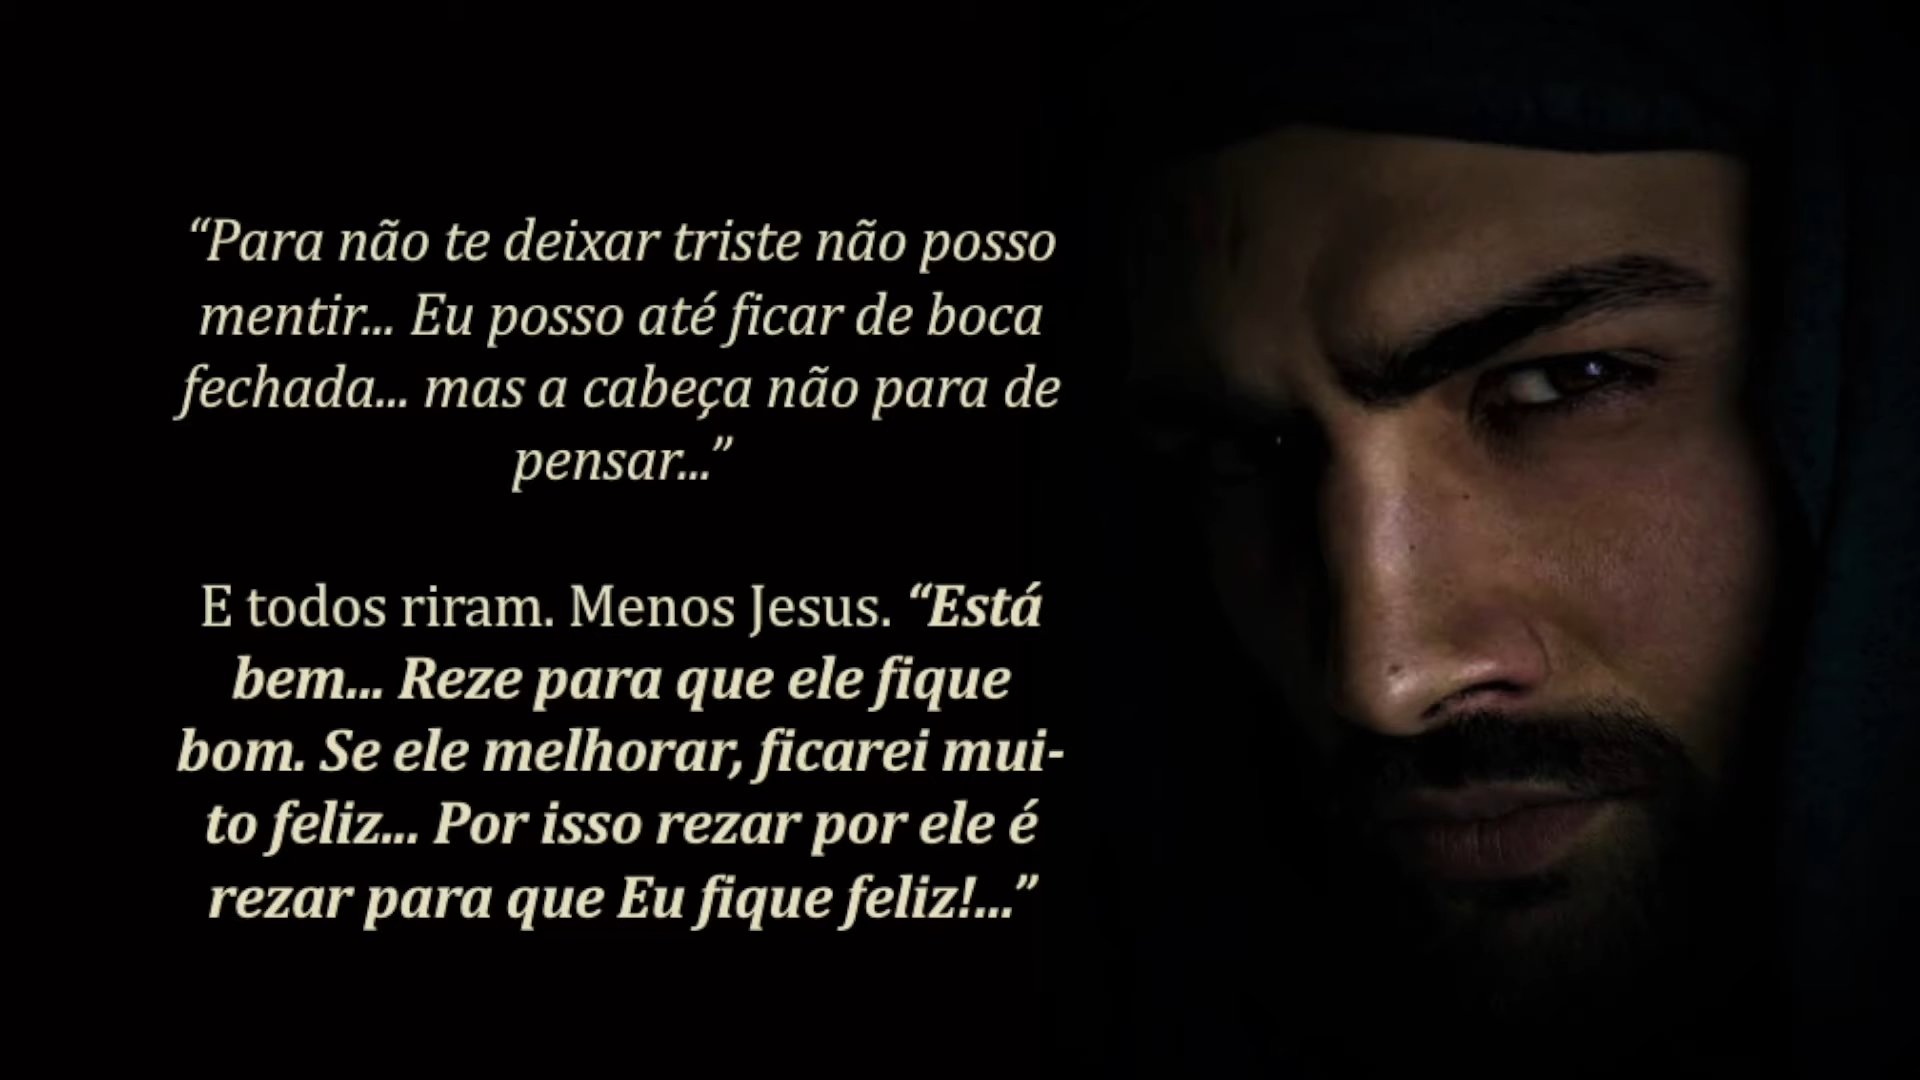 “Para não te deixar triste não posso
mentir... Eu posso até ficar de boca
fechada... mas a cabeça não para de
pensar...”
E todos riram. Menos Jesus. “Está
bem... Reze para que ele fique
bom. Se ele melhorar, ficarei mui-
to feliz... Por isso rezar por ele é
rezar para que Eu fique feliz!...”